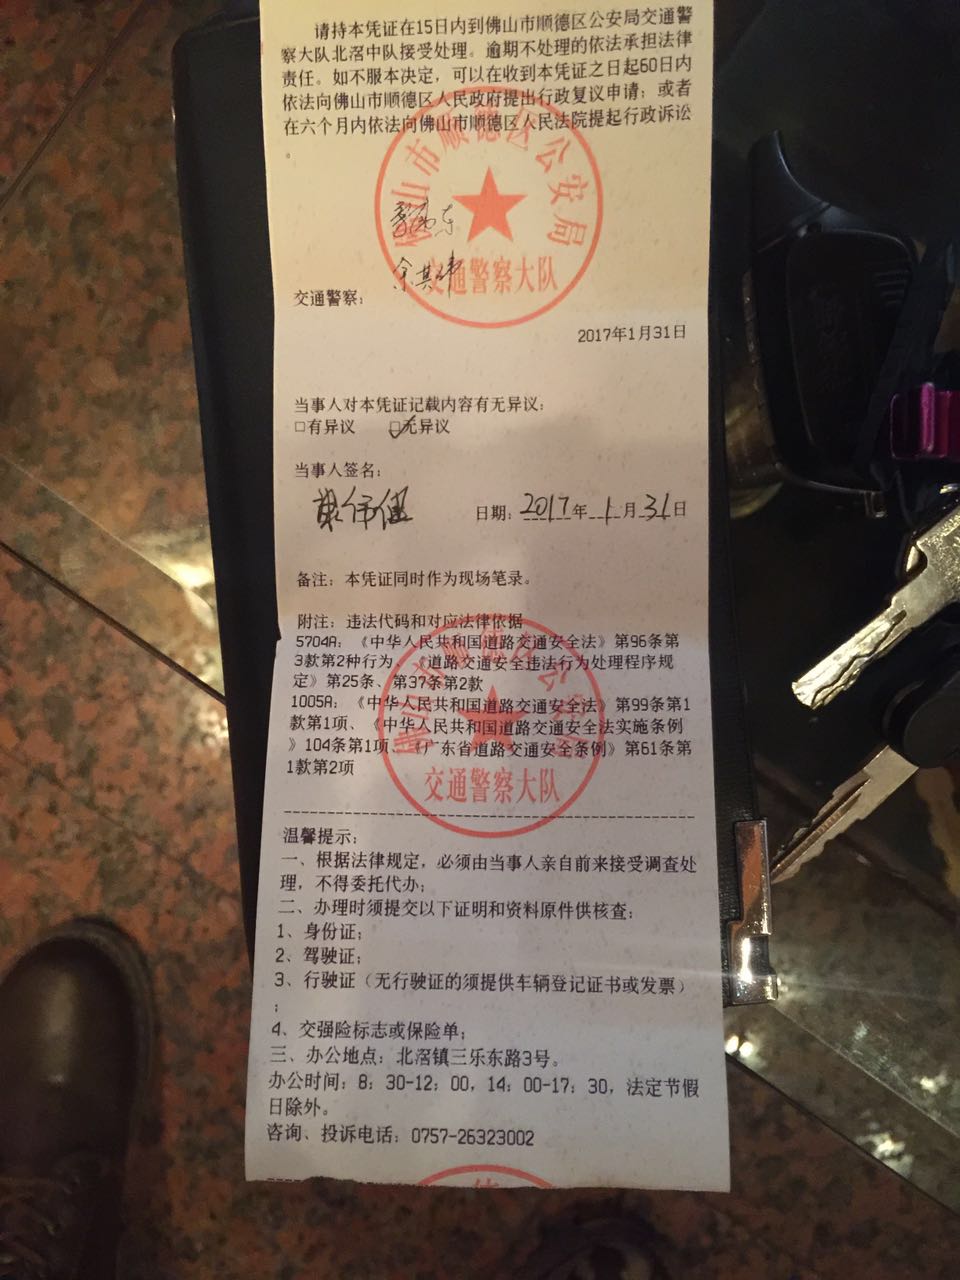 请持本凭证在15日内到佛山市顺德区公安局交通警
察大队北滘中队接受处理。逾期不处理的依法承担法律
责任。如不服本决定，可以在收到本凭证之日起60日内
依法向佛山市顺德区人民政府提出行政复议申请；或者
在六个月内依法向佛山市顺德区人民法院提起行政诉讼
。
佛山市顺德区公安局
交通警察大队
交通警察：
2017年1月31日
当事人对本凭证记载内容有无异议：
□有异议 ☑无异议
当事人签名：
日期：2017年1月31日
备注：本凭证同时作为现场笔录。
附注：违法代码和对应法律依据
5704A：《中华人民共和国道路交通安全法》第96条第
3款第2种行为、《道路交通安全违法行为处理程序规
定》第25条、第37条第2款
1005A：《中华人民共和国道路交通安全法》第99条第1
款第1项、《中华人民共和国道路交通安全法实施条例
》104条第1项、《广东省道路交通安全条例》第61条第
1款第2项
交通警察大队
温馨提示：
一、根据法律规定，必须由当事人亲自前来接受调查处
理，不得委托代办；
二、办理时须提交以下证明和资料原件供核查：
1、身份证；
2、驾驶证；
3、行驶证（无行驶证的须提供车辆登记证书或发票）
；
4、交强险标志或保险单；
三、办公地点：北滘镇三乐东路3号。
办公时间：8：30-12：00，14：00-17：30，法定节假
日除外。
咨询、投诉电话：0757-26323002